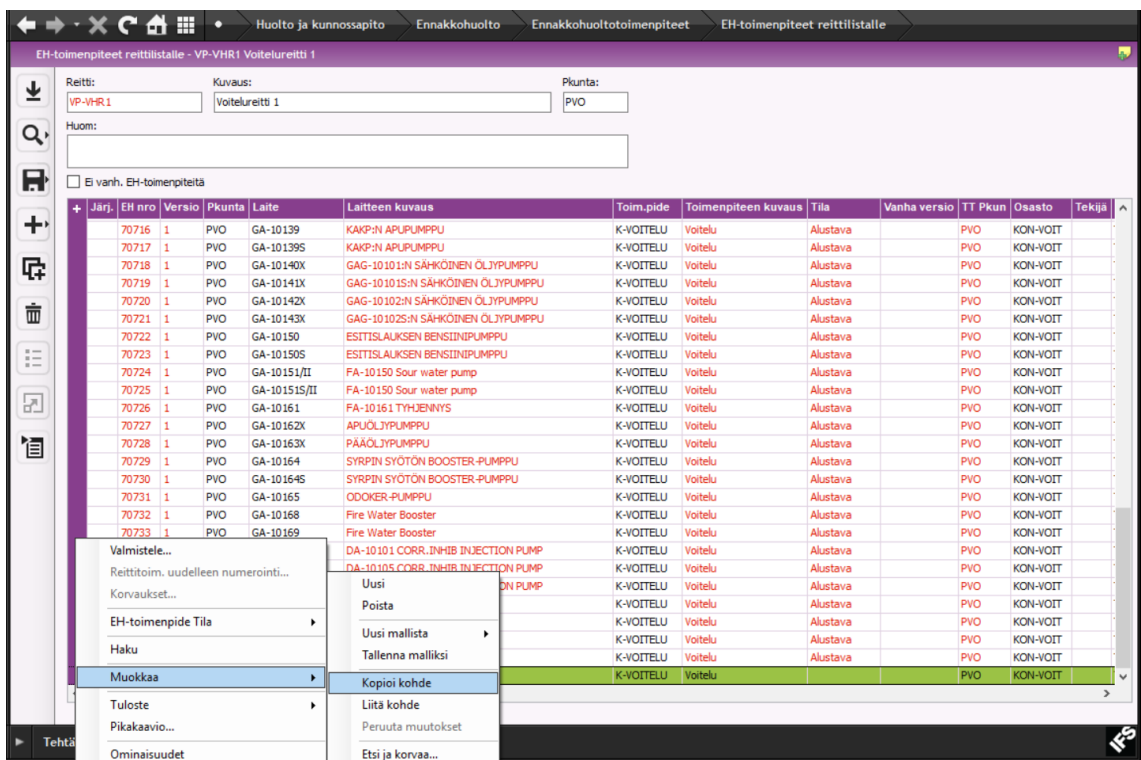 Huolto ja kunnossapito Ennakkohuolto Ennakkohuoltotoimenpiteet EH-toimenpiteet reittilistalle
EH-toimenpiteet reittilistalle - VP-VHR1 Voitelureitti 1
Reitti: Kuvaus: Pkunta:
VP-VHR1 Voitelureitti 1 PVO
Huom:
Ei vanh. EH-toimenpiteitä
+ Järj. EH nro Versio Pkunta Laite Laitteen kuvaus Toim.pide Toimenpiteen kuvaus Tila Vanha versio TT Pkun Osasto Tekijä
70716 1 PVO GA-10139 KAKP:N APUPUMPPU K-VOITELU Voitelu Alustava PVO KON-VOIT
70717 1 PVO GA-10139S KAKP:N APUPUMPPU K-VOITELU Voitelu Alustava PVO KON-VOIT
70718 1 PVO GA-10140X GAG-10101:N SÄHKÖINEN ÖLJYPUMPPU K-VOITELU Voitelu Alustava PVO KON-VOIT
70719 1 PVO GA-10141X GAG-10101S:N SÄHKÖINEN ÖLJYPUMPPU K-VOITELU Voitelu Alustava PVO KON-VOIT
70720 1 PVO GA-10142X GAG-10102:N SÄHKÖINEN ÖLJYPUMPPU K-VOITELU Voitelu Alustava PVO KON-VOIT
70721 1 PVO GA-10143X GAG-10102S:N SÄHKÖINEN ÖLJYPUMPPU K-VOITELU Voitelu Alustava PVO KON-VOIT
70722 1 PVO GA-10150 ESITISLAUKSEN BENSIINIPUMPPU K-VOITELU Voitelu Alustava PVO KON-VOIT
70723 1 PVO GA-10150S ESITISLAUKSEN BENSIINIPUMPPU K-VOITELU Voitelu Alustava PVO KON-VOIT
70724 1 PVO GA-10151/II FA-10150 Sour water pump K-VOITELU Voitelu Alustava PVO KON-VOIT
70725 1 PVO GA-10151S/II FA-10150 Sour water pump K-VOITELU Voitelu Alustava PVO KON-VOIT
70726 1 PVO GA-10161 FA-10161 TYHJENNYS K-VOITELU Voitelu Alustava PVO KON-VOIT
70727 1 PVO GA-10162X APUÖLJYPUMPPU K-VOITELU Voitelu Alustava PVO KON-VOIT
70728 1 PVO GA-10163X PÄÄÖLJYPUMPPU K-VOITELU Voitelu Alustava PVO KON-VOIT
70729 1 PVO GA-10164 SYRPIN SYÖTÖN BOOSTER-PUMPPU K-VOITELU Voitelu Alustava PVO KON-VOIT
70730 1 PVO GA-10164S SYRPIN SYÖTÖN BOOSTER-PUMPPU K-VOITELU Voitelu Alustava PVO KON-VOIT
70731 1 PVO GA-10165 ODOKER-PUMPPU K-VOITELU Voitelu Alustava PVO KON-VOIT
70732 1 PVO GA-10168 Fire Water Booster K-VOITELU Voitelu Alustava PVO KON-VOIT
70733 1 PVO GA-10169 Fire Water Booster K-VOITELU Voitelu Alustava PVO KON-VOIT
Valmistele... DA-10101 CORR.INHIB INJECTION PUMP K-VOITELU Voitelu Alustava PVO KON-VOIT
Reittitoim. uudelleen numerointi... DA-10105 CORR.INHIB INJECTION PUMP K-VOITELU Voitelu Alustava PVO KON-VOIT
Korvaukset... Uusi ON PUMP K-VOITELU Voitelu Alustava PVO KON-VOIT
Poista K-VOITELU Voitelu Alustava PVO KON-VOIT
EH-toimenpide Tila K-VOITELU Voitelu Alustava PVO KON-VOIT
Uusi mallista K-VOITELU Voitelu Alustava PVO KON-VOIT
Haku Tallenna malliksi K-VOITELU Voitelu Alustava PVO KON-VOIT
Muokkaa Kopioi kohde K-VOITELU Voitelu PVO KON-VOIT
Tuloste Liitä kohde
Pikakaavio... Peruuta muutokset
Tehtä
Ominaisuudet Etsi ja korvaa...
IFS